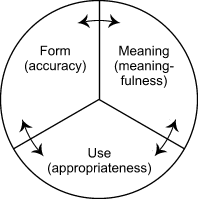 Form
(accuracy)
Meaning
(meaning-
fulness)
Use
(appropriateness)